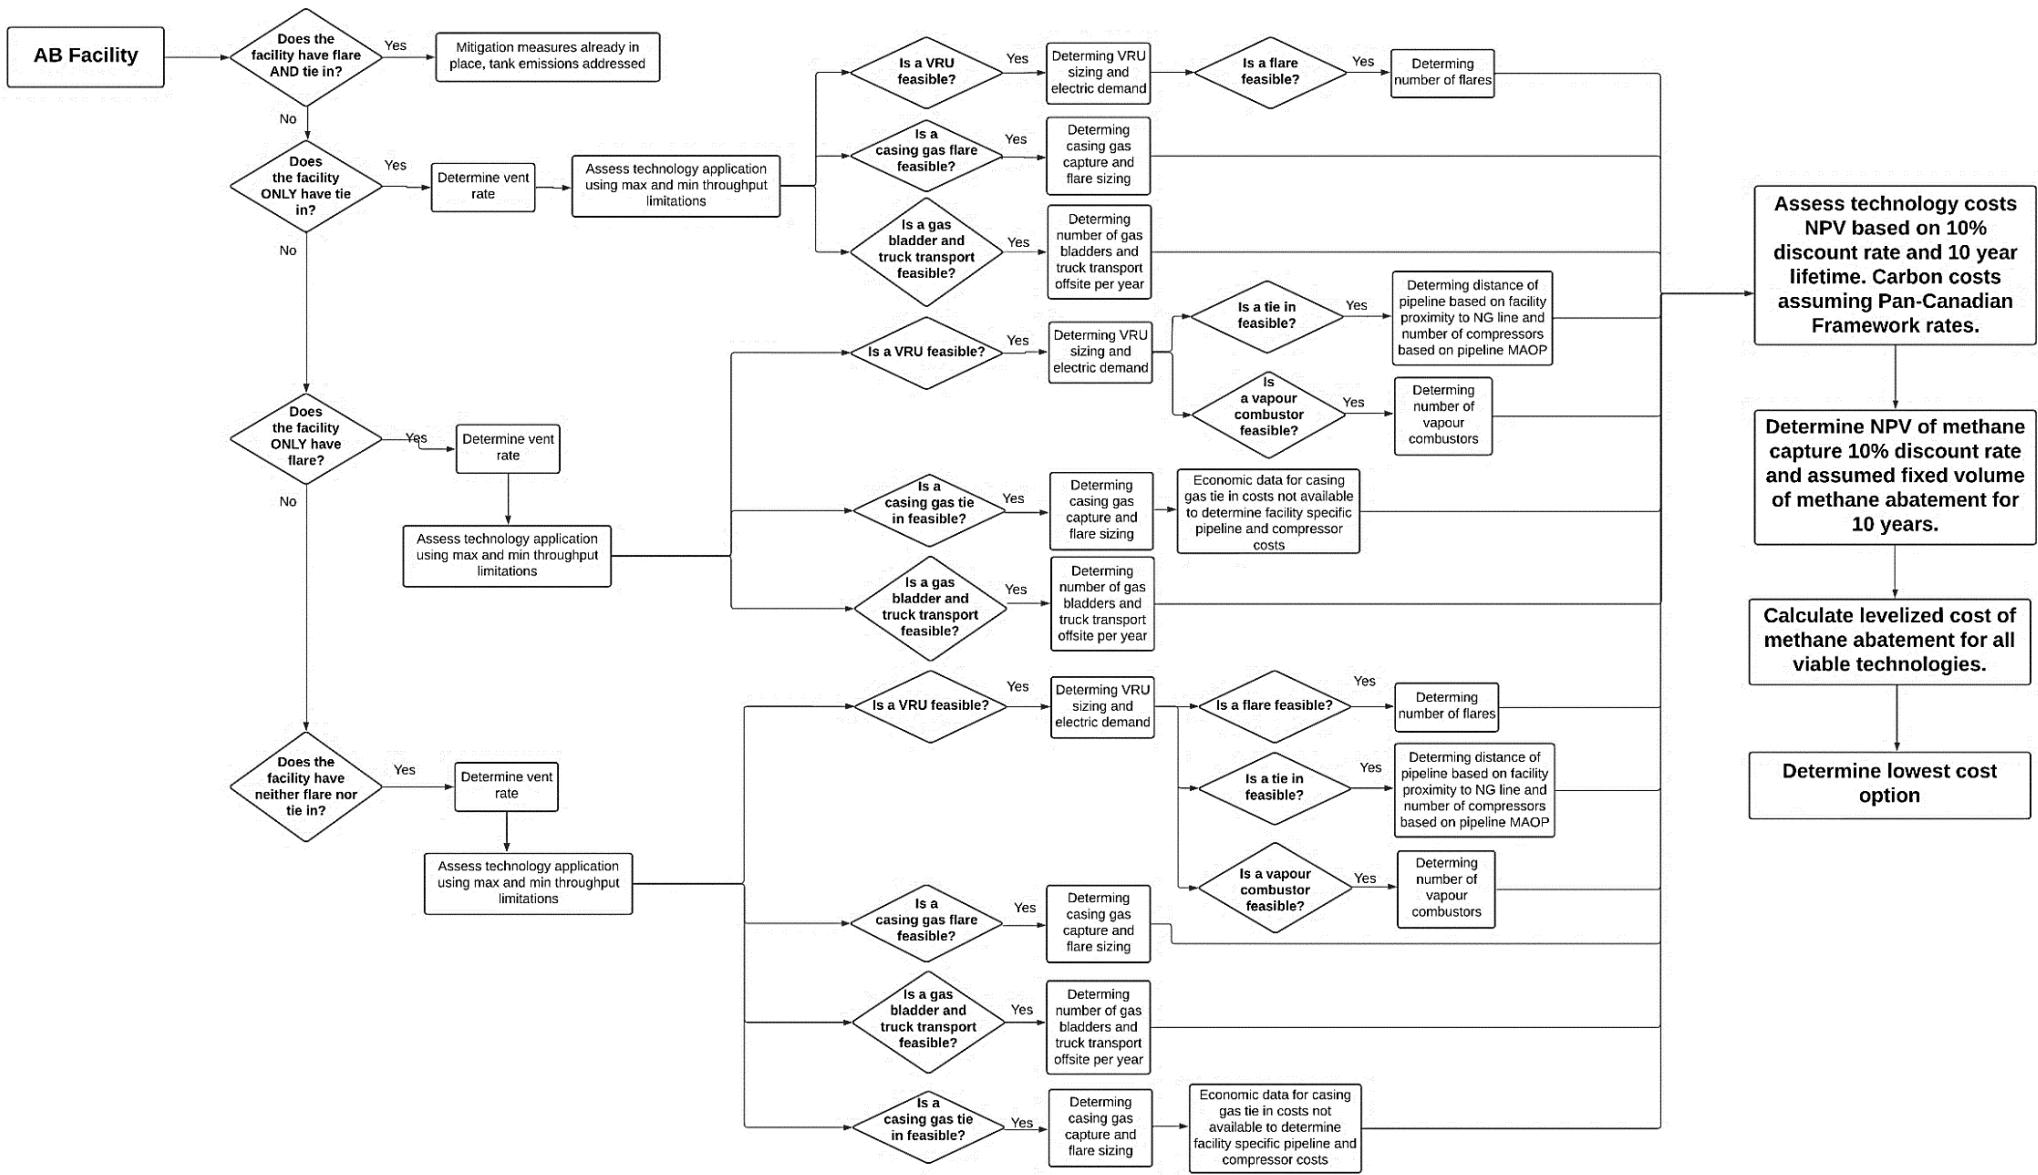 AB Facility
Does the
facility have flare
AND tie in?
Yes
Mitigation measures already in
place, tank emissions addressed
No
Does
the facility
ONLY have tie
in?
Yes
Determine vent
rate
Assess technology application
using max and min throughput
limitations
No
Is a VRU
feasible?
Yes
Determing VRU
sizing and
electric demand
Is a flare
feasible?
Yes
Determing
number of flares
Is a
casing gas flare
feasible?
Yes
Determing
casing gas
capture and
flare sizing
Is a gas
bladder and
truck transport
feasible?
Yes
Determing
number of gas
bladders and
truck transport
offsite per year
Does
the facility
ONLY have
flare?
Yes
Determine vent
rate
Assess technology application
using max and min throughput
limitations
No
Is a VRU feasible?
Yes
Determing VRU
sizing and
electric demand
Is a tie in
feasible?
Yes
Determing distance of
pipeline based on facility
proximity to NG line and
number of compressors
based on pipeline MAOP
Is
a vapour
combustor
feasible?
Yes
Determing
number of
vapour
combustors
Is a
casing gas tie
in feasible?
Yes
Determing
casing gas
capture and
flare sizing
Economic data for casing
gas tie in costs not available
to determine facility specific
pipeline and compressor
costs
Is a gas
bladder and
truck transport
feasible?
Yes
Determing
number of gas
bladders and
truck transport
offsite per year
Does the
facility have
neither flare nor
tie in?
Yes
Determine vent
rate
Assess technology application
using max and min throughput
limitations
Is a VRU feasible?
Yes
Determing VRU
sizing and
electric demand
Is a flare feasible?
Yes
Determing
number of flares
Is a tie in
feasible?
Yes
Determing distance of
pipeline based on facility
proximity to NG line and
number of compressors
based on pipeline MAOP
Is a vapour
combustor
feasible?
Yes
Determing
number of
vapour
combustors
Is a
casing gas flare
feasible?
Yes
Determing
casing gas
capture and
flare sizing
Is a gas
bladder and
truck transport
feasible?
Yes
Determing
number of gas
bladders and
truck transport
offsite per year
Is a
casing gas tie
in feasible?
Yes
Determing
casing gas
capture and
flare sizing
Economic data for casing
gas tie in costs not
available to determine
facility specific pipeline and
compressor costs
Assess technology costs
NPV based on 10%
discount rate and 10 year
lifetime. Carbon costs
assuming Pan-Canadian
Framework rates.
Determine NPV of methane
capture 10% discount rate
and assumed fixed volume
of methane abatement for
10 years.
Calculate levelized cost of
methane abatement for all
viable technologies.
Determine lowest cost
option